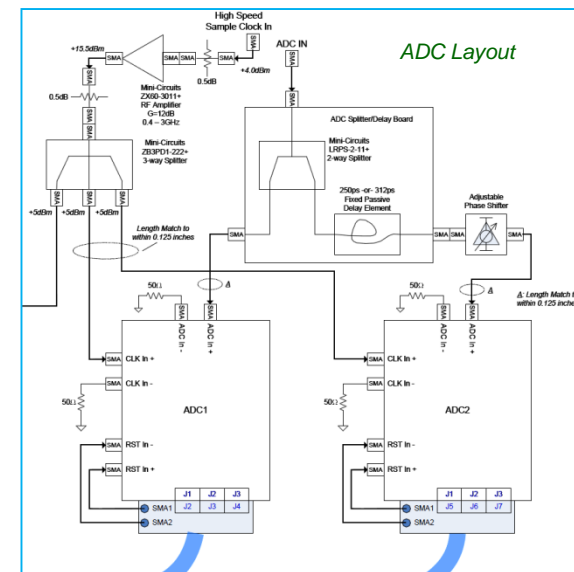 ADC Layout
High Speed
Sample Clock In
ADC IN
+15.5dBm
SMA
SMA
SMA
SMA
SMA
SMA
+4.0dBm
0.5dB
SMA
Mini-Circuits
ZX60-3011+
RF Amplifier
G=12dB
0.4 – 3GHz
0.5dB
SMA
SMA
SMA
Mini-Circuits
ZB3PD1-222+
3-way Splitter
SMA
SMA
SMA
+5dBm
+5dBm
+5dBm
Length Match to
within 0.125 inches
SMA
SMA
ADC Splitter/Delay Board
Mini-Circuits
LRPS-2-11+
2-way Splitter
250ps -or- 312ps
Fixed Passive
Delay Element
SMA
SMA
SMA
Adjustable
Phase Shifter
SMA
A
A
A: Length Match to
within 0.125 inches
50Ω
SMA
SMA
ADC In -
ADC In +
SMA
CLK In +
SMA
CLK In -
50Ω
ADC1
SMA
RST In -
SMA
RST In +
J1 J2 J3
J2 J3 J4
SMA1
SMA2
50Ω
SMA
SMA
ADC In -
ADC In +
SMA
CLK In +
SMA
CLK In -
50Ω
ADC2
SMA
RST In -
SMA
RST In +
J1 J2 J3
J5 J6 J7
SMA1
SMA2